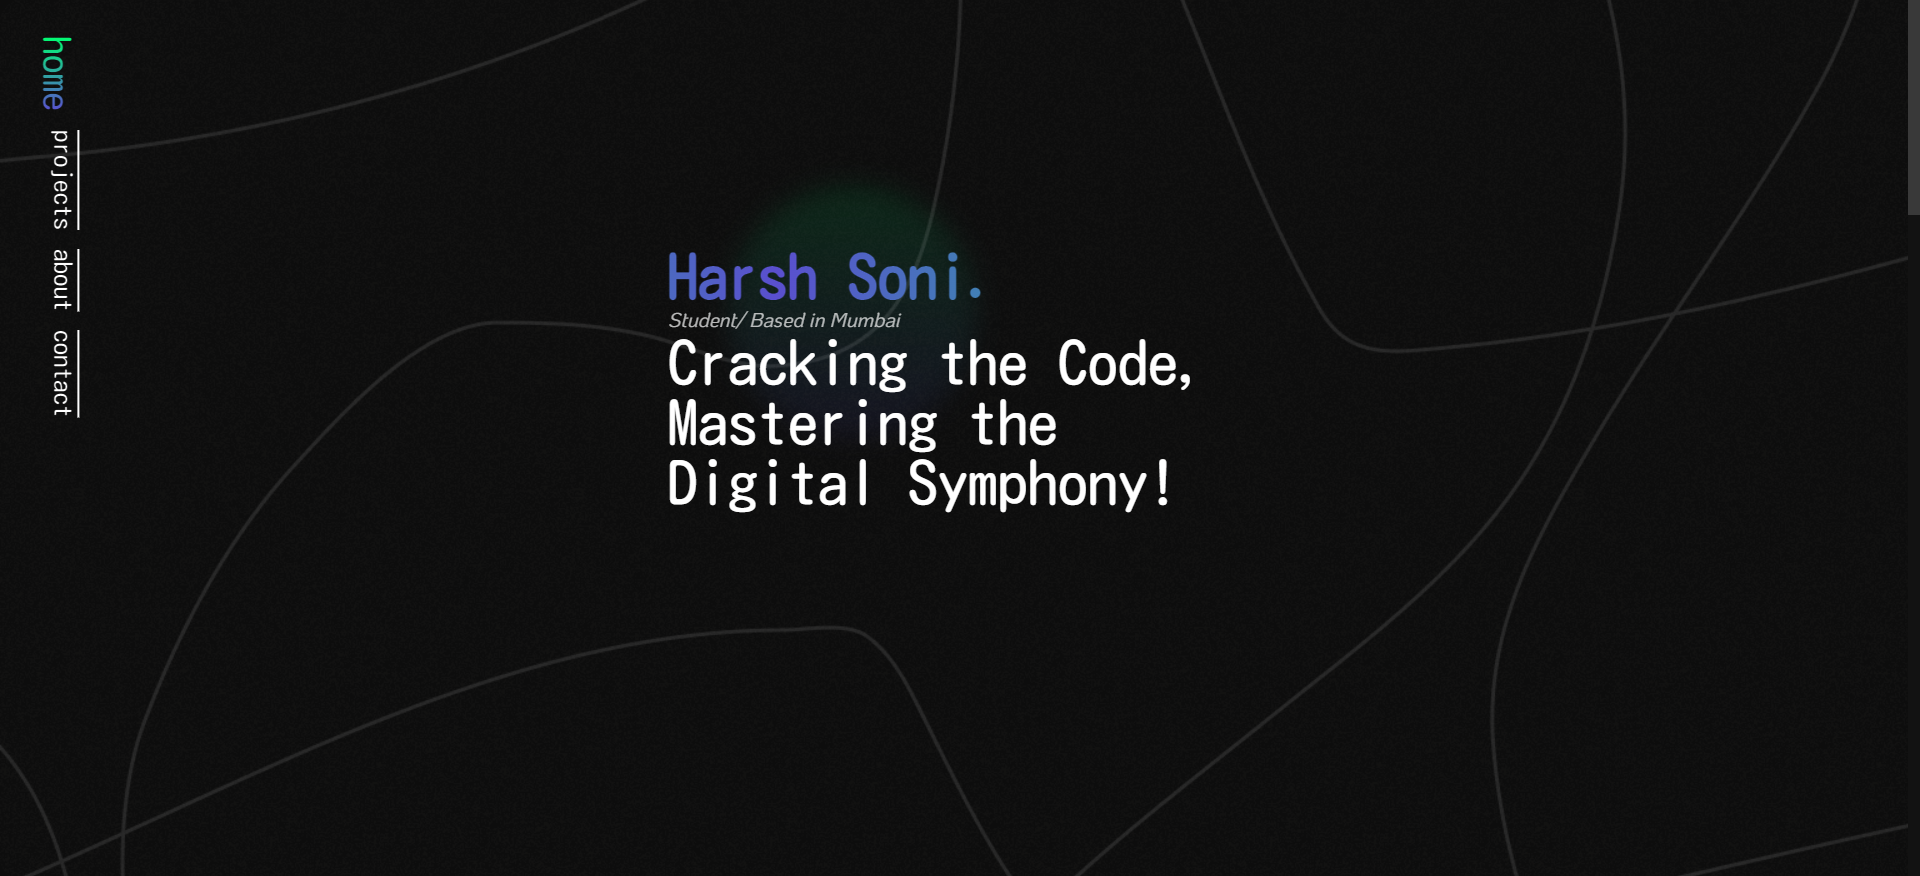 home
projects
about
contact
Harsh Soni.
Student/ Based in Mumbai
Cracking the Code,
Mastering the
Digital Symphony!